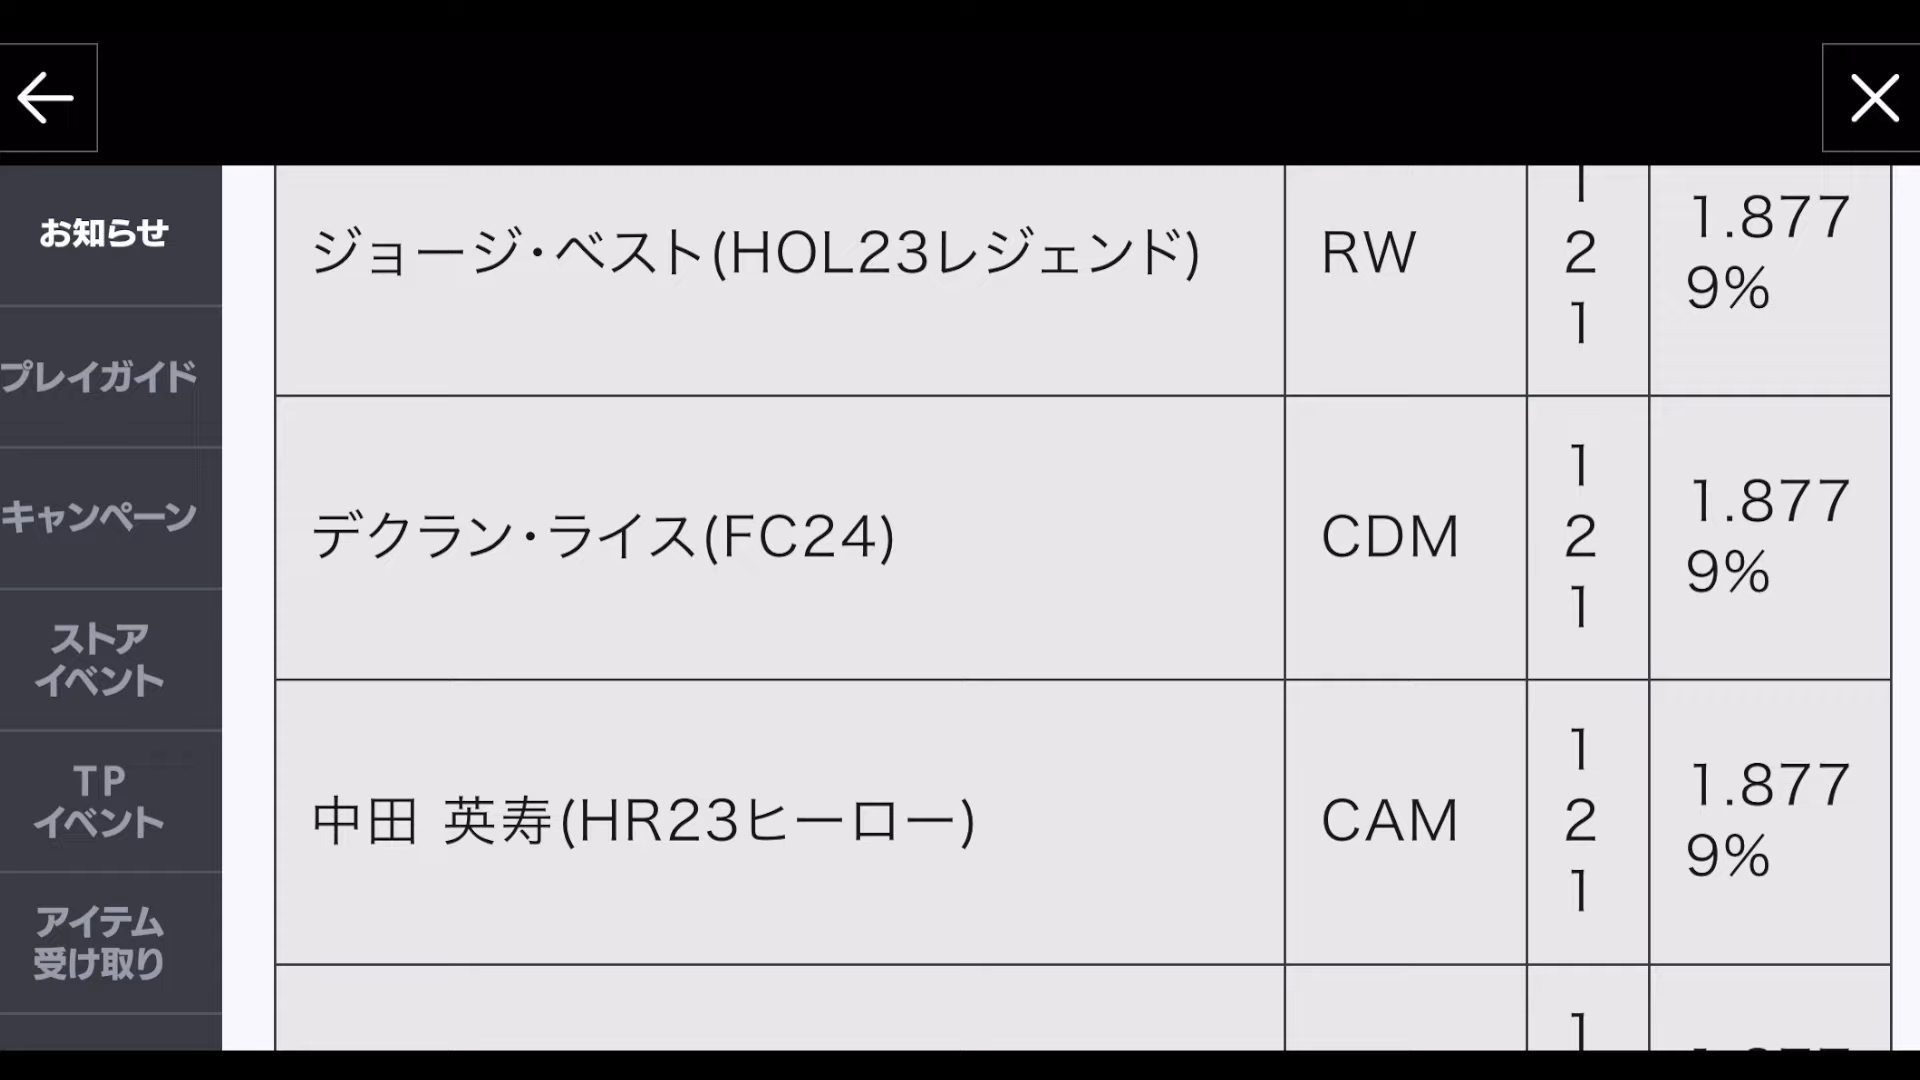 お知らせ
プレイガイド
キャンペーン
ストア
イベント
TP
イベント
アイテム
受け取り
ジョージ・ベスト(HOL23レジェンド)
RW
1
2
1
1.877
9%
デクラン・ライス(FC24)
CDM
1
2
1
1.877
9%
中田 英寿(HR23ヒーロー)
CAM
1
2
1
1.877
9%
1